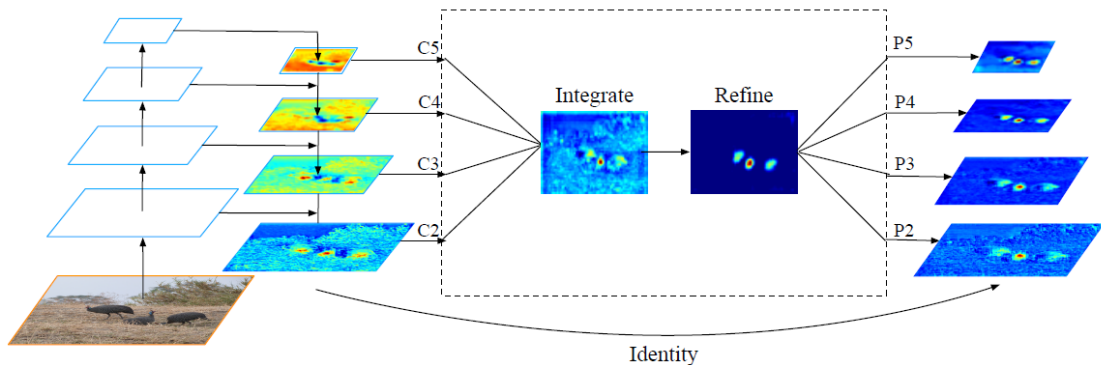 C5
C4
C3
C2
Integrate
Refine
P5
P4
P3
P2
Identity